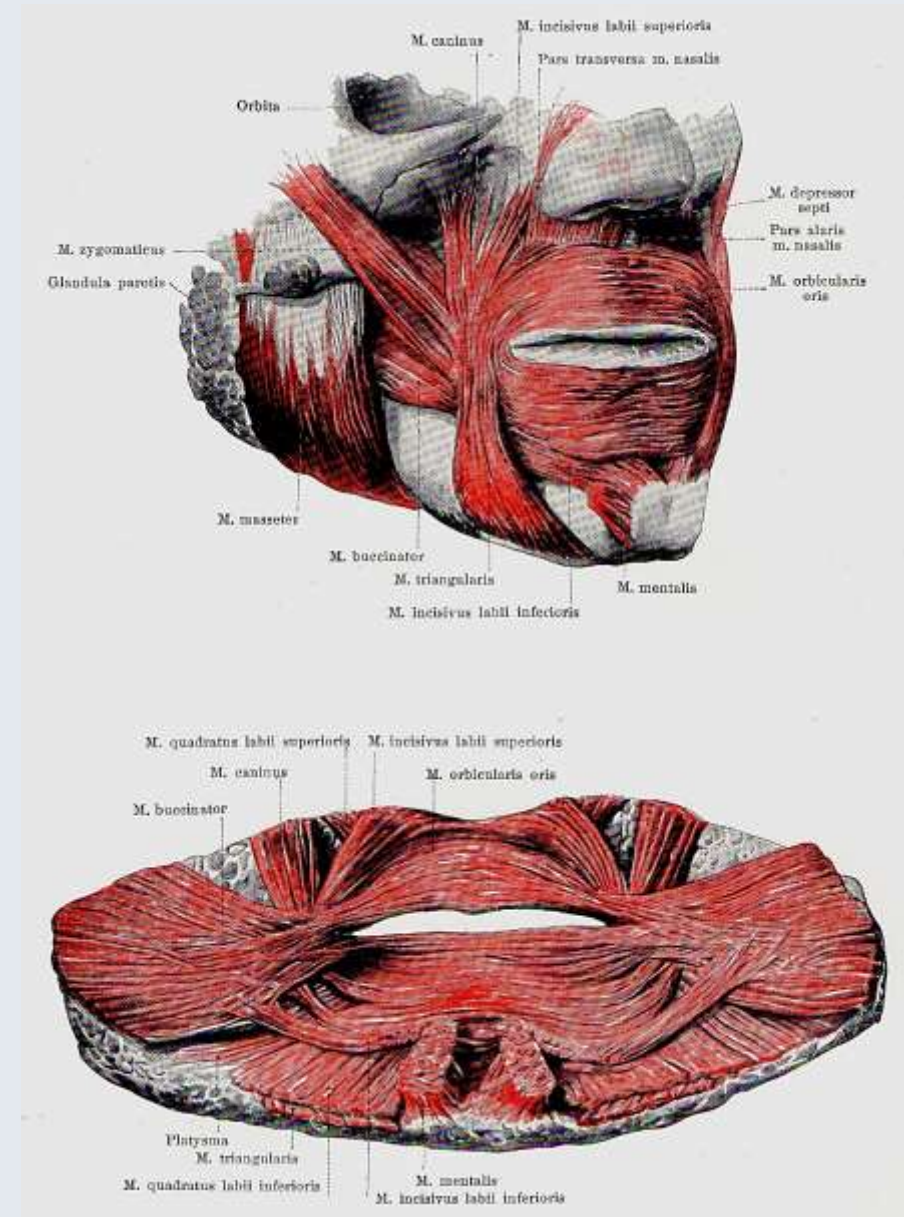 M. incisivus labii superioris
M. caninus
Pars transversa m. nasalis
Orbita
M. depressor
septi
Pars alaris
m. nasalis
M. zygomaticus
Glandula parotis
M. orbicularis
oris
M. masseter
M. buccinator
M. triangularis
M. mentalis
M. incisivus labii inferioris
M. quadratus labii superioris
M. incisivus labii superioris
M. caninus
M. orbicularis oris
M. buccinator
Platysma
M. triangularis
M. quadratus labii inferioris
M. mentalis
M. incisivus labii inferioris